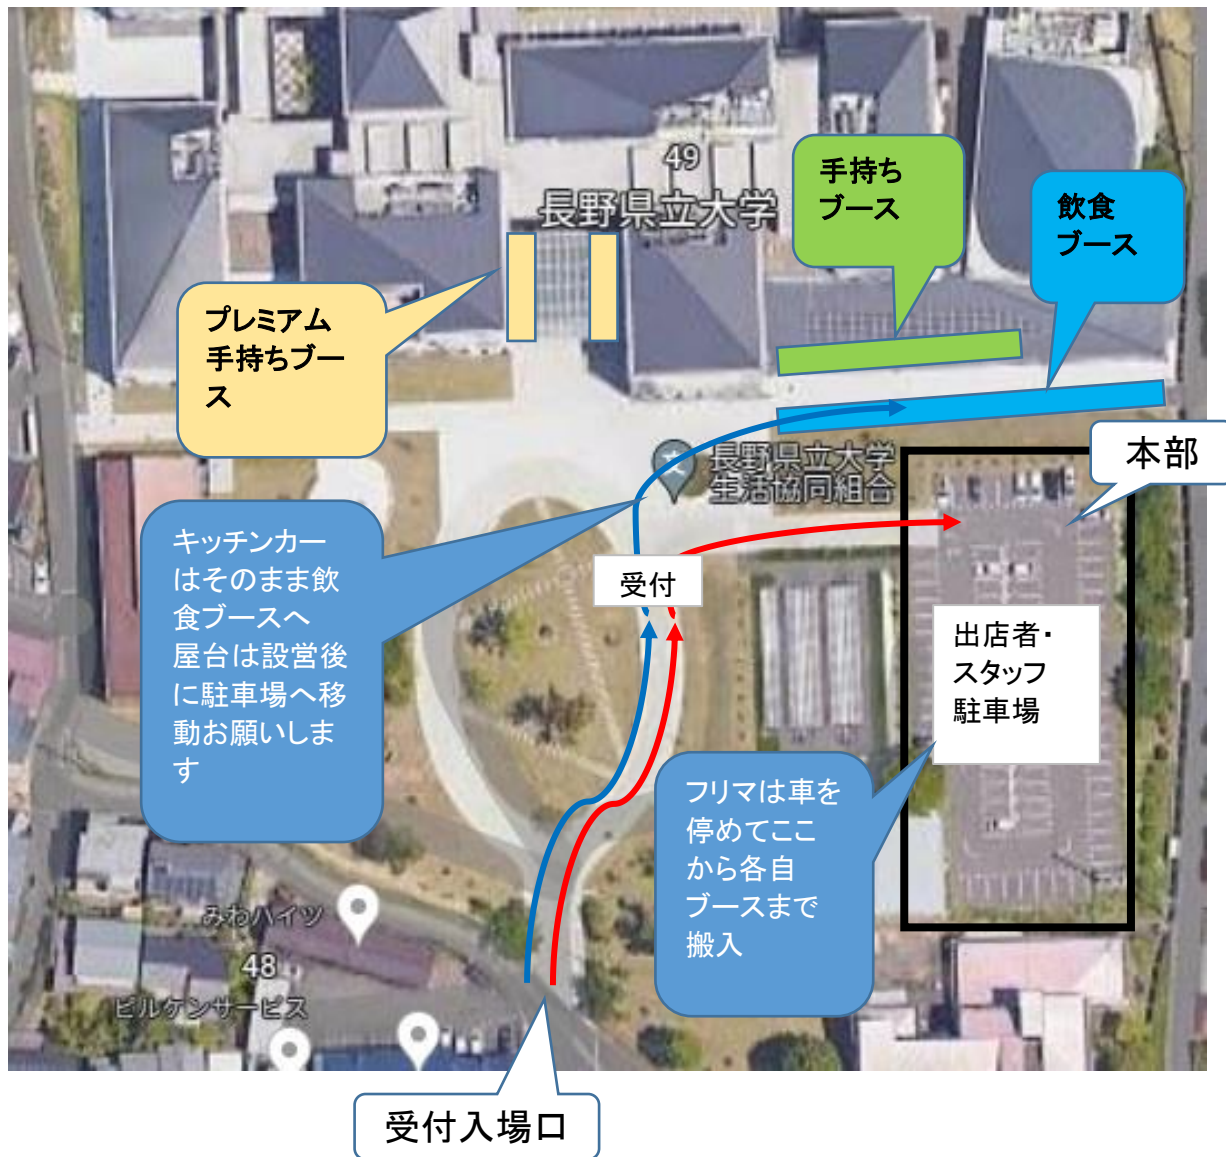 49
長野県立大学
手持ち
ブース
飲食
ブース
プレミアム
手持ちブー
ス
本部
長野県立大学
生活協同組合
キッチンカー
はそのまま飲
食ブースへ
屋台は設営後
に駐車場へ移
動お願いしま
す
受付
出店者・
スタッフ
駐車場
フリマは車を
停めてここ
から各自
ブースまで
搬入
みわハイツ
48
ビルケンサービス
受付入場口